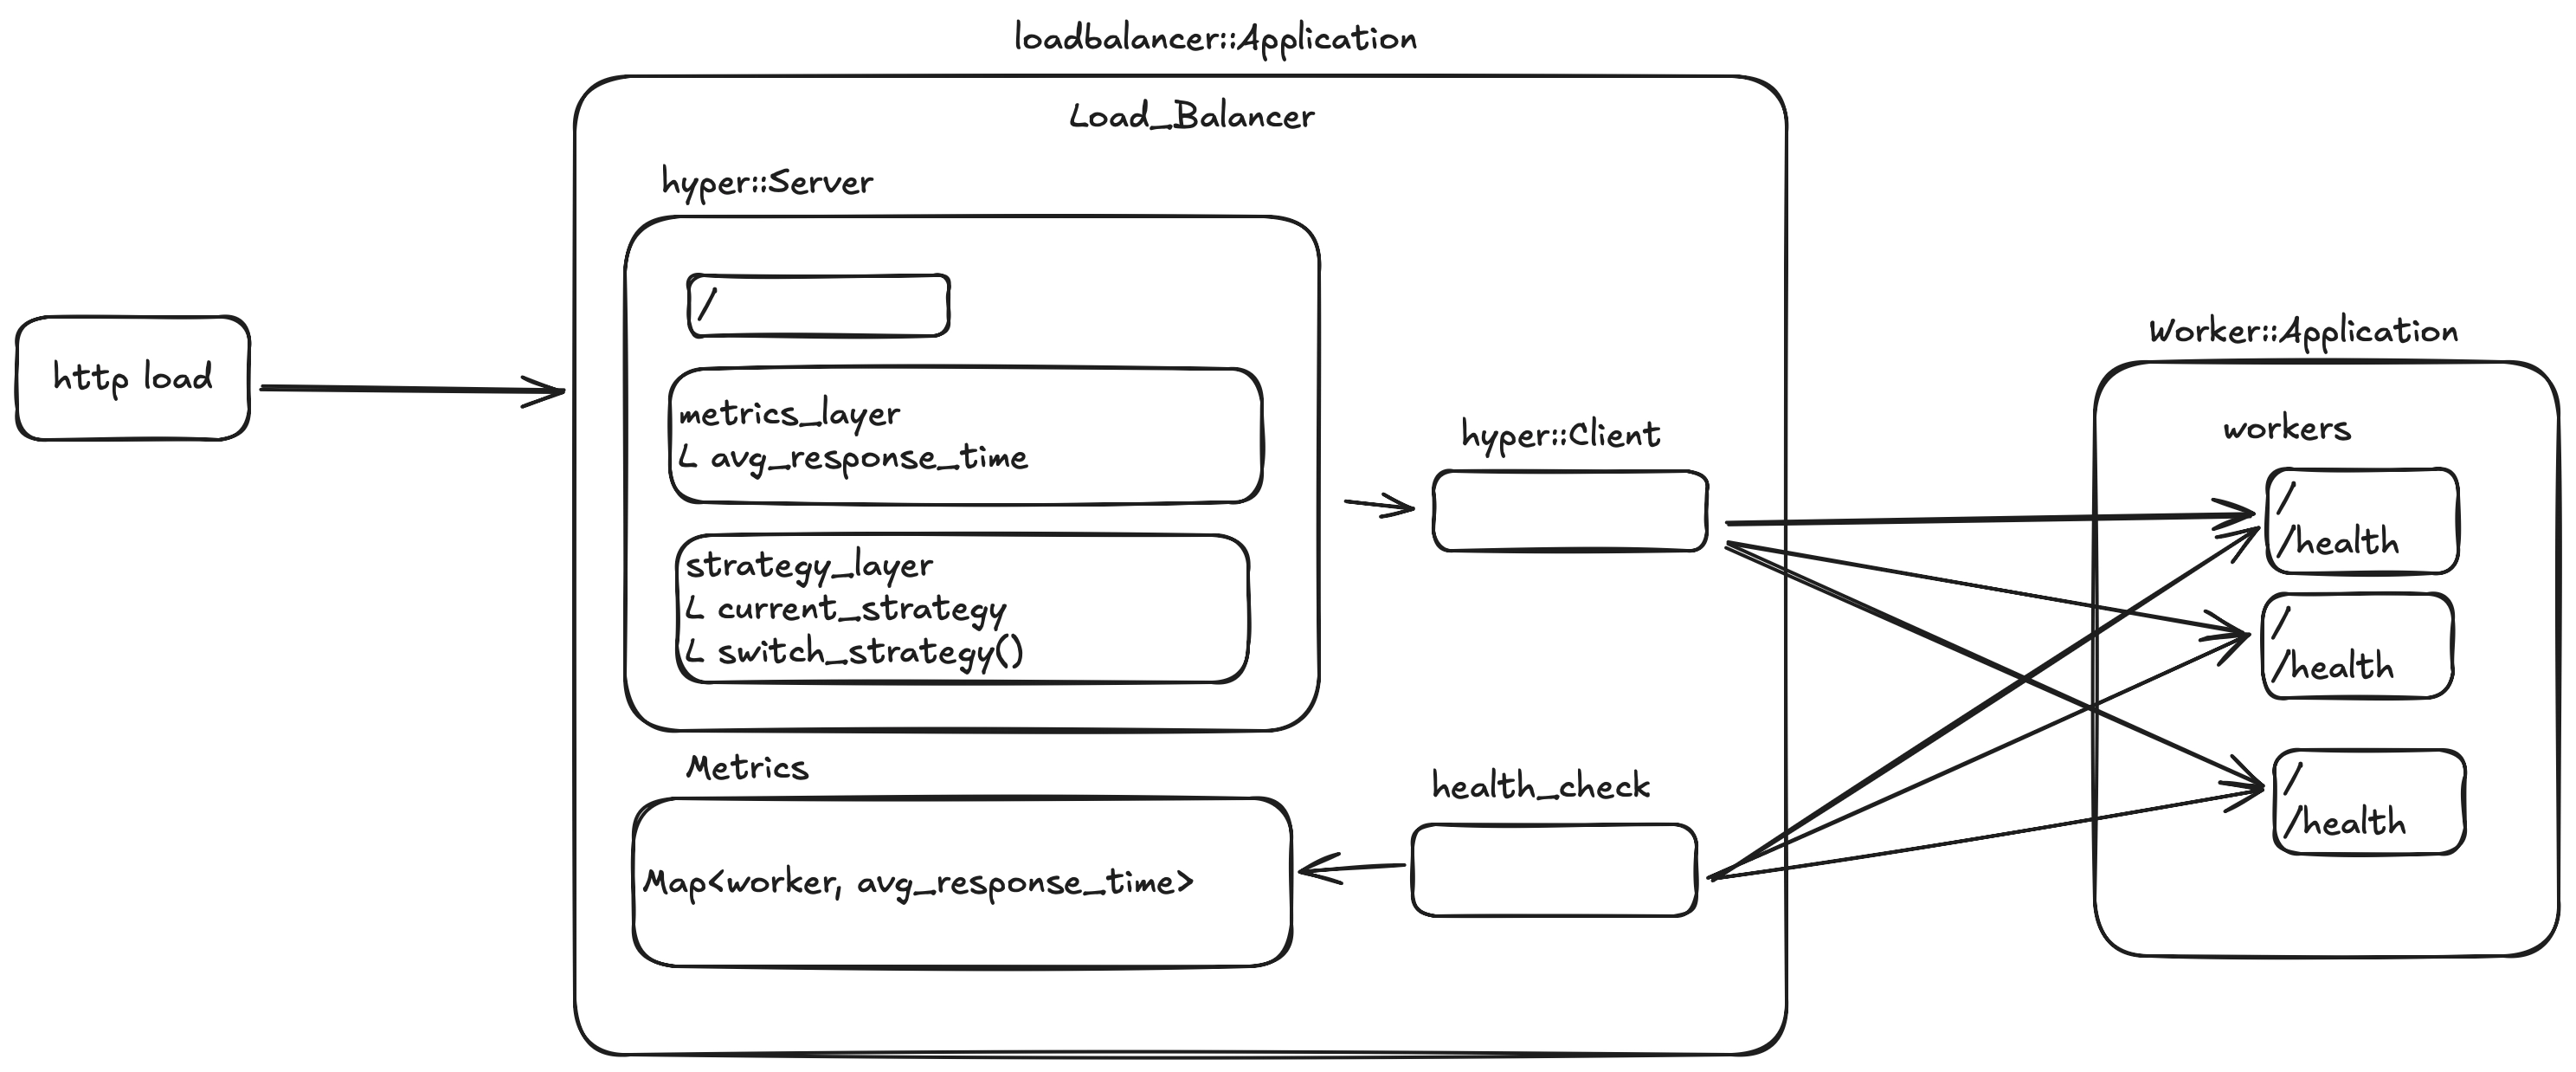 loadbalancer::Application
Load_Balancer
hyper::Server
/
http load
metrics_layer
L avg_response_time
strategy_layer
L current_strategy
L switch_strategy()
Metrics
Map<worker, avg_response_time>
hyper::Client
health_check
Worker::Application
workers
/
/health
/
/health
/
/health